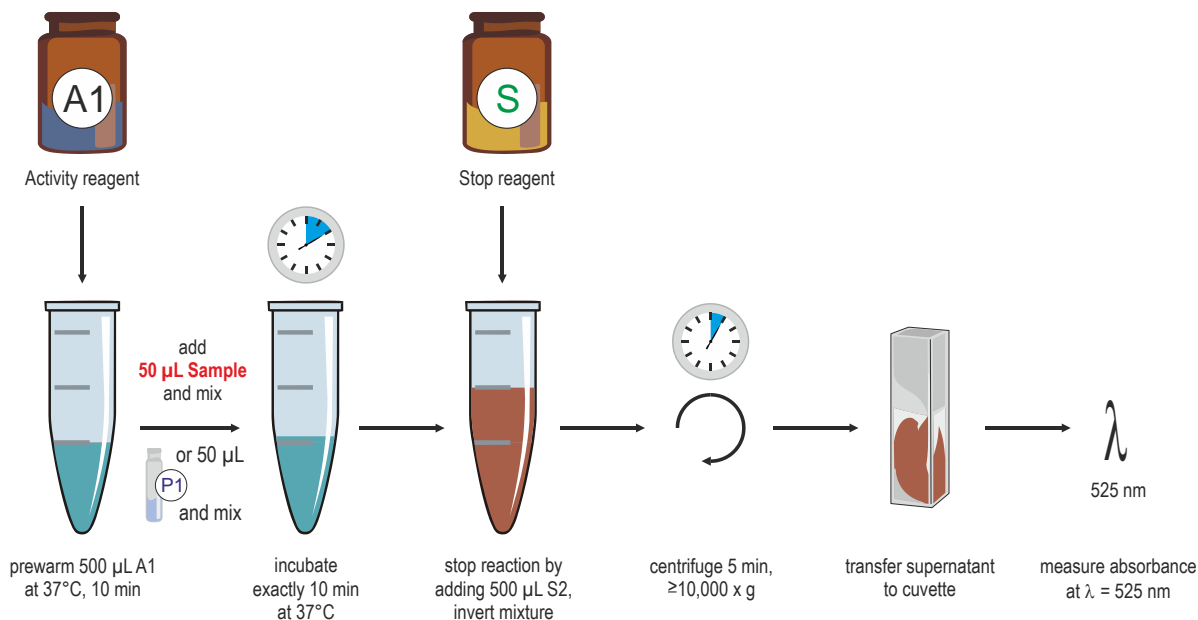 A1
Activity reagent
S
Stop reagent
add
50 µL Sample
and mix
or 50 µL
P1
and mix
λ
525 nm
prewarm 500 µL A1
at 37°C, 10 min
incubate
exactly 10 min
at 37°C
stop reaction by
adding 500 µL S2,
invert mixture
centrifuge 5 min,
≥10,000 x g
transfer supernatant
to cuvette
measure absorbance
at λ = 525 nm